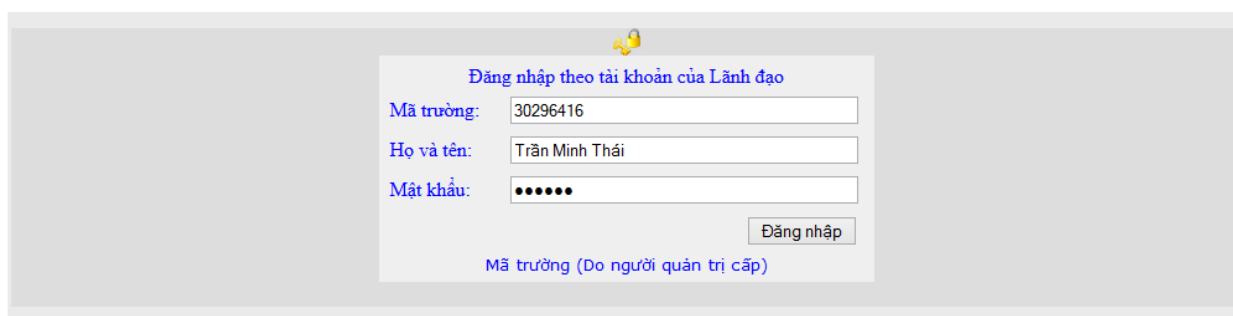 Đăng nhập theo tài khoản của Lãnh đạo
Mã trường: 30296416
Họ và tên: Trần Minh Thái
Mật khẩu: ●●●●●●
Đăng nhập
Mã trường (Do người quản trị cấp)